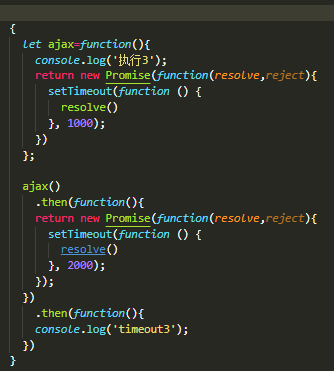 {
  let ajax=function(){
    console.log('执行3');
    return new Promise(function(resolve,reject){
      setTimeout(function () {
        resolve()
      }, 1000);
    })
  };

  ajax()
    .then(function(){
    return new Promise(function(resolve,reject){
      setTimeout(function () {
        resolve()
      }, 2000);
    });
  })
    .then(function(){
    console.log('timeout3');
  })
}